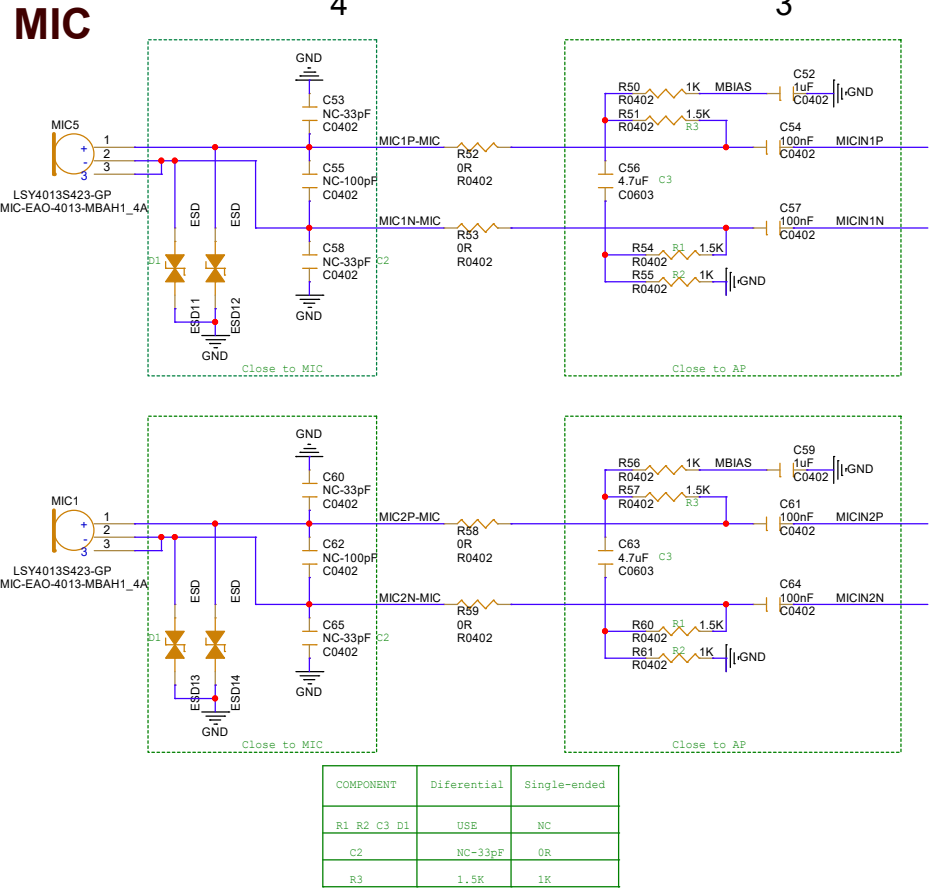 4
3
MIC
GND
C53
NC-33pF
C0402
MIC5
1
2
3
+
-
3
LSY4013S423-GP
MIC-EAO-4013-MBAH1_4A
MIC1P-MIC
C55
NC-100pF
C0402
MIC1N-MIC
C58
NC-33pF
C2
C0402
GND
ESD
ESD
D1
ESD11
ESD12
GND
Close to MIC
R52
0R
R0402
R53
0R
R0402
R50
1K
MBIAS
R0402
C52
1uF
C0402
GND
R51
1.5K
R0402
R3
C54
100nF
C0402
MICIN1P
C56
4.7uF
C3
C0603
C57
100nF
C0402
MICIN1N
R54
R1
1.5K
R0402
R55
R2
1K
R0402
GND
Close to AP
GND
C60
NC-33pF
C0402
MIC1
1
2
3
+
-
3
LSY4013S423-GP
MIC-EAO-4013-MBAH1_4A
MIC2P-MIC
C62
NC-100pF
C0402
MIC2N-MIC
C65
NC-33pF
C2
C0402
GND
ESD
ESD
D1
ESD13
ESD14
GND
Close to MIC
R58
0R
R0402
R59
0R
R0402
R56
1K
MBIAS
R0402
C59
1uF
C0402
GND
R57
1.5K
R0402
R3
C61
100nF
C0402
MICIN2P
C63
4.7uF
C3
C0603
C64
100nF
C0402
MICIN2N
R60
R1
1.5K
R0402
R61
R2
1K
R0402
GND
Close to AP
COMPONENT Diferential Single-ended
R1 R2 C3 D1 USE NC
C2 NC-33pF 0R
R3 1.5K 1K